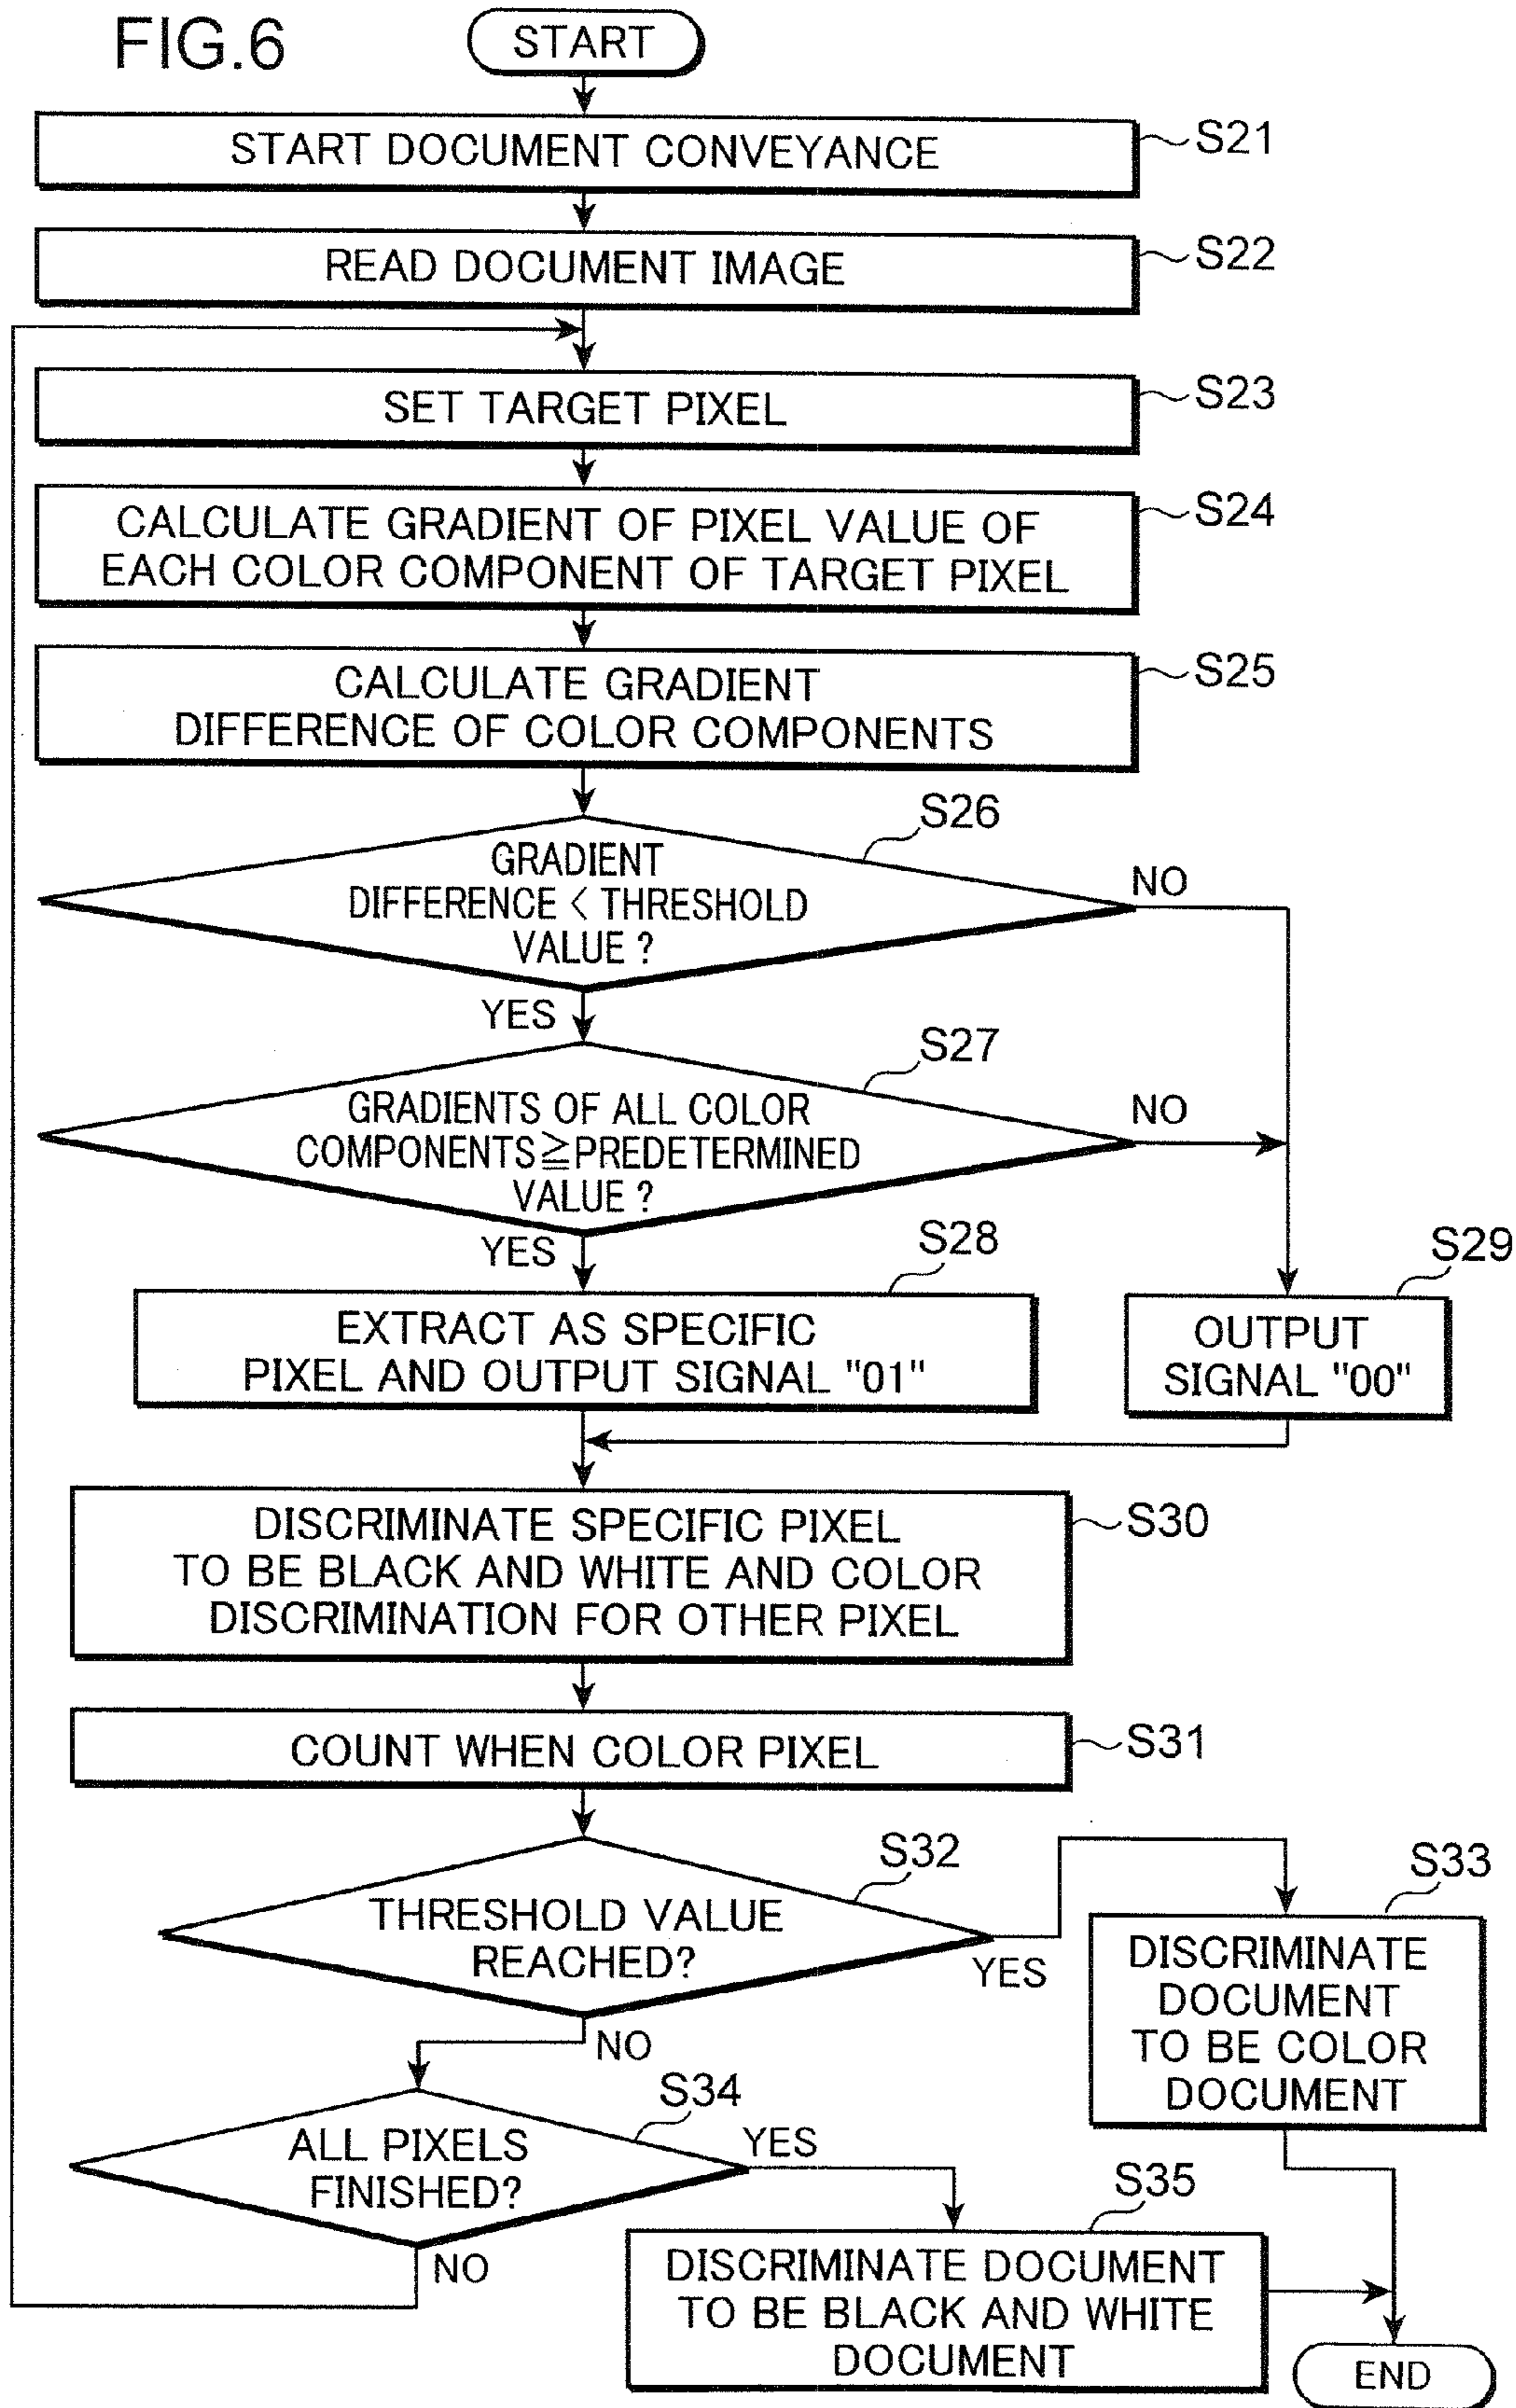 FIG.6
START
START DOCUMENT CONVEYANCE
S21
READ DOCUMENT IMAGE
S22
SET TARGET PIXEL
S23
CALCULATE GRADIENT OF PIXEL VALUE OF
EACH COLOR COMPONENT OF TARGET PIXEL
S24
CALCULATE GRADIENT
DIFFERENCE OF COLOR COMPONENTS
S25
S26
GRADIENT
DIFFERENCE < THRESHOLD
VALUE ?
NO
YES
S27
GRADIENTS OF ALL COLOR
COMPONENTS≧PREDETERMINED
VALUE ?
NO
YES
S28
EXTRACT AS SPECIFIC
PIXEL AND OUTPUT SIGNAL "01"
S29
OUTPUT
SIGNAL "00"
DISCRIMINATE SPECIFIC PIXEL
TO BE BLACK AND WHITE AND COLOR
DISCRIMINATION FOR OTHER PIXEL
S30
COUNT WHEN COLOR PIXEL
S31
S32
THRESHOLD VALUE
REACHED?
YES
NO
S33
DISCRIMINATE
DOCUMENT
TO BE COLOR
DOCUMENT
S34
ALL PIXELS
FINISHED?
YES
NO
S35
DISCRIMINATE DOCUMENT
TO BE BLACK AND WHITE
DOCUMENT
END